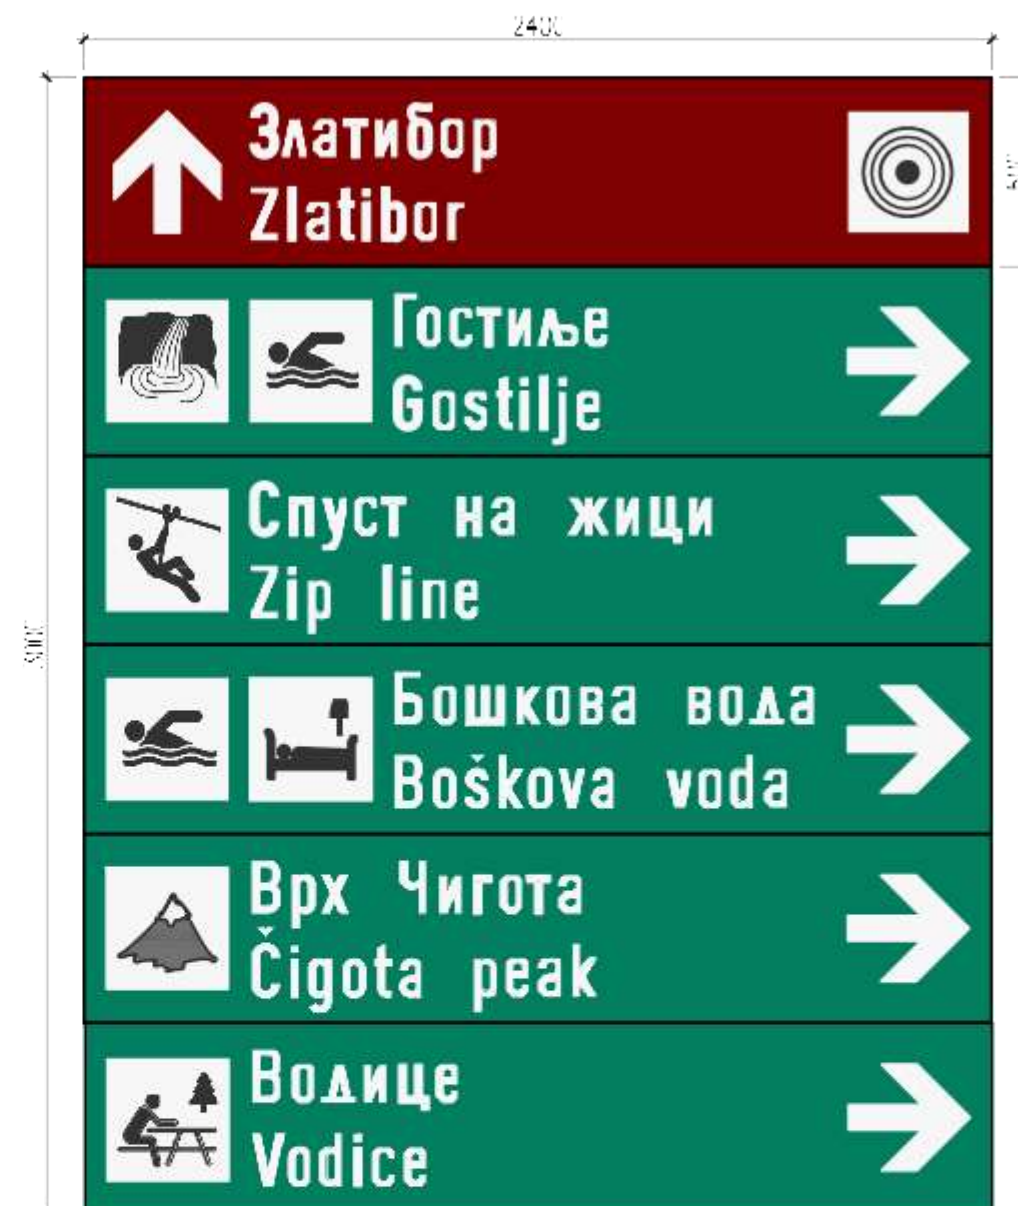 2400
Златибор
Zlatibor
Гостиље
Gostilje
Спуст на жици
Zip line
Бошкова вода
Boškova voda
Врх Чигота
Čigota peak
Водице
Vodice